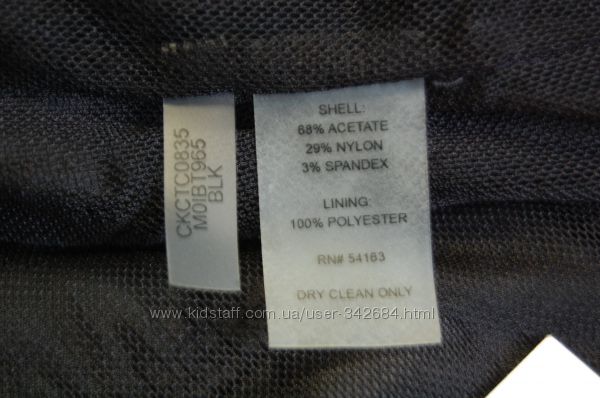 CKCTC0835
M0IBT965
BLK
SHELL:
68% ACETATE
29% NYLON
3% SPANDEX
LINING:
100% POLYESTER
RN# 54163
DRY CLEAN ONLY
www.kidstaff.com.ua/user-342684.html